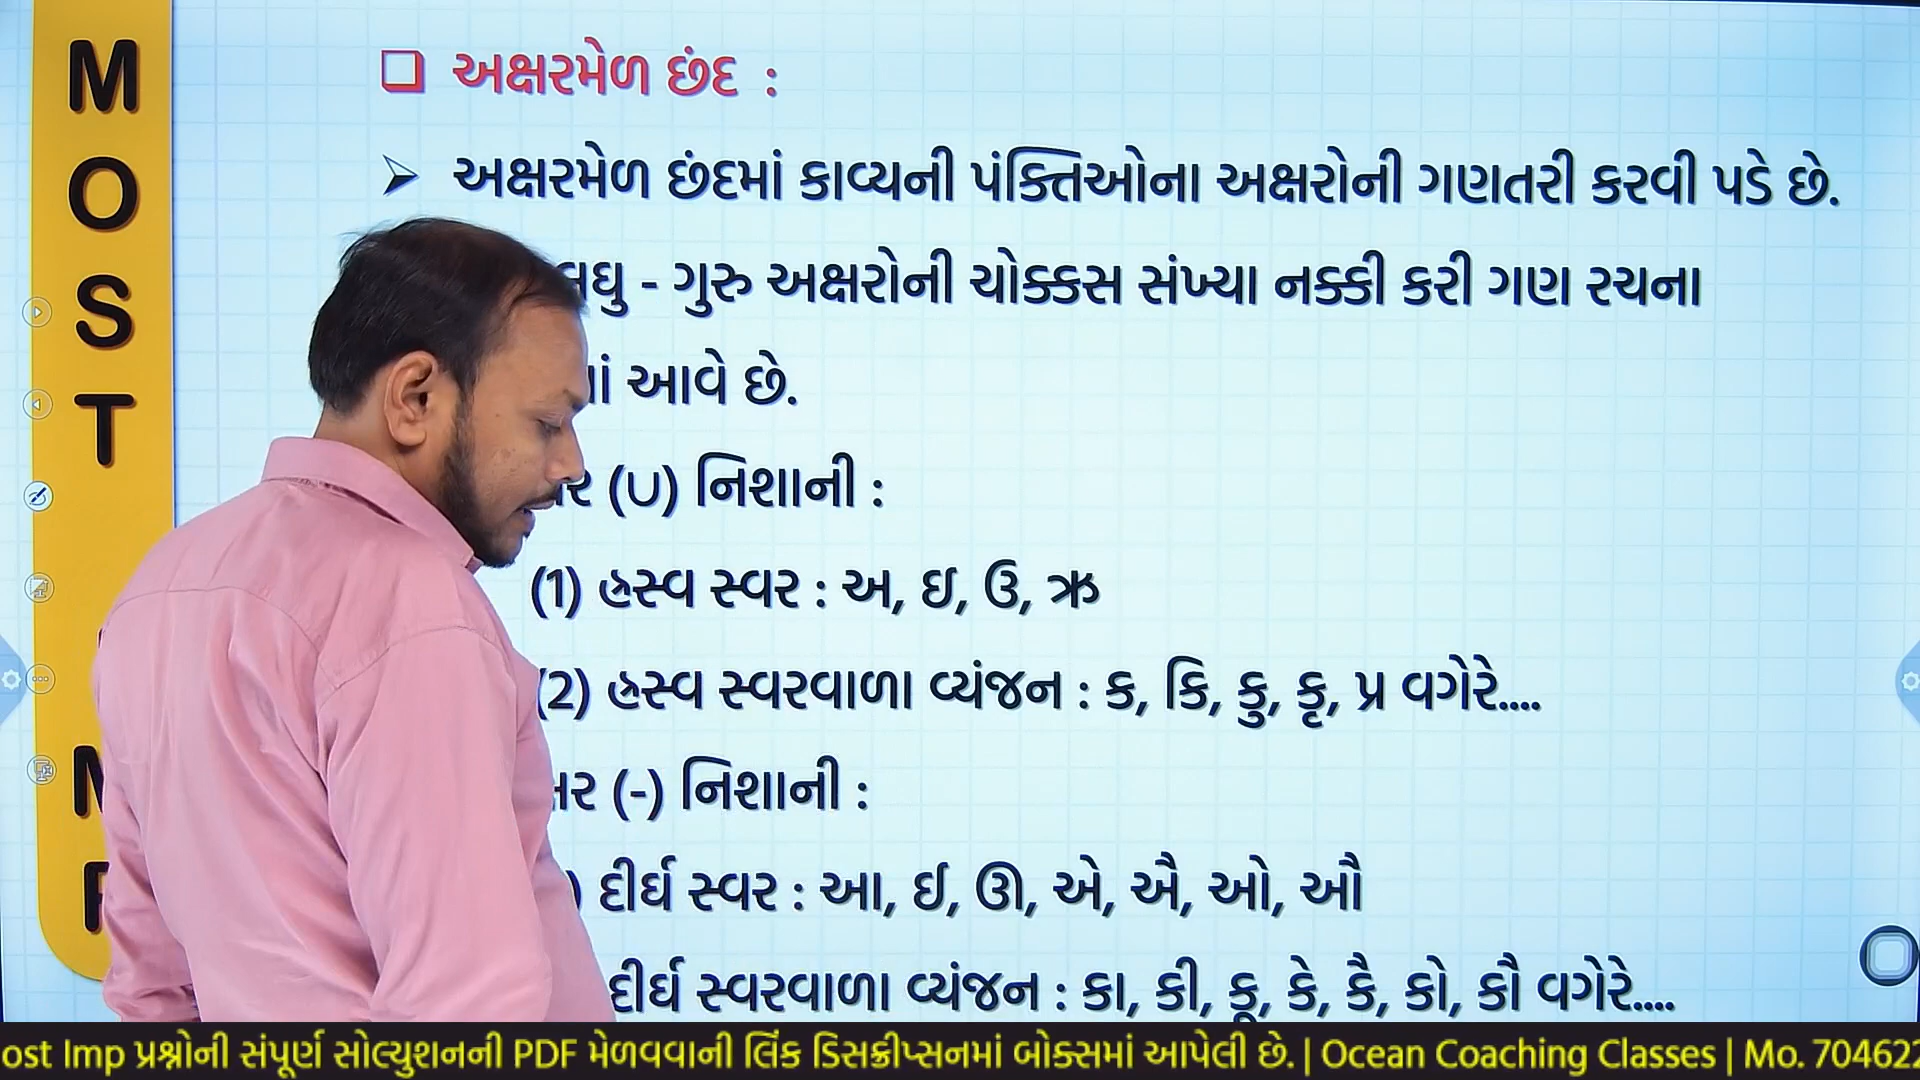 MOST
અક્ષરમેળ છંદ :
અક્ષરમેળ છંદમાં કાવ્યની પંક્તિઓના અક્ષરોની ગણતરી કરવી પડે છે.
લઘુ - ગુરુ અક્ષરોની ચોક્કસ સંખ્યા નક્કી કરી ગણ રચના
આવે છે.
(U) નિશાની :
(1) હ્રસ્વ સ્વર : અ, ઇ, ઉ, ઋ
(2) હ્રસ્વ સ્વરવાળા વ્યંજન : ક, કિ, કુ, કૃ, પ્ર વગેરે....
(-) નિશાની :
દીર્ઘ સ્વર : આ, ઈ, ઊ, એ, ઐ, ઓ, ઔ
દીર્ઘ સ્વરવાળા વ્યંજન : કા, કી, કૂ, કે, કૈ, કો, કૌ વગેરે....
ost Imp પ્રશ્નોની સંપૂર્ણ સોલ્યુશનની PDF મેળવવાની લિંક ડિસક્રીપ્સનમાં બોક્સમાં આપેલી છે. | Ocean Coaching Classes | Mo. 704622